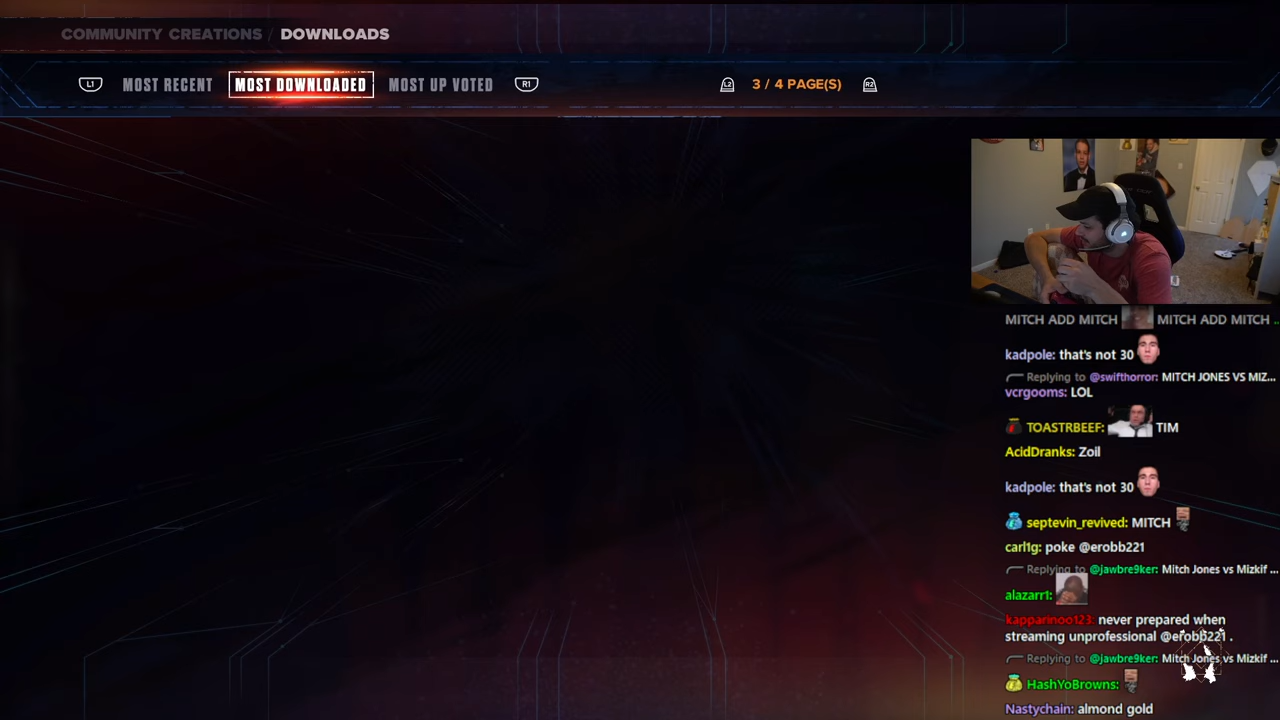 COMMUNITY CREATIONS / DOWNLOADS
L1 MOST RECENT MOST DOWNLOADED MOST UP VOTED R1 L2 3 / 4 PAGE(S) R2
MITCH ADD MITCH MITCH ADD MITCH
kadpole: that's not 30
Replying to @swifthorror: MITCH JONES VS MIZ...
vcrgooms: LOL
TOASTRBEEF: TIM
AcidDranks: Zoil
kadpole: that's not 30
septevin_revived: MITCH
carl1g: poke @erobb221
Replying to @jawbre9ker: Mitch Jones vs Mizkif ...
alazarr1:
kapparinoo123: never prepared when
streaming unprofessional @erobb221 .
Replying to @jawbre9ker: Mitch Jones vs Mizkif ...
HashYoBrowns:
Nastychain: almond gold